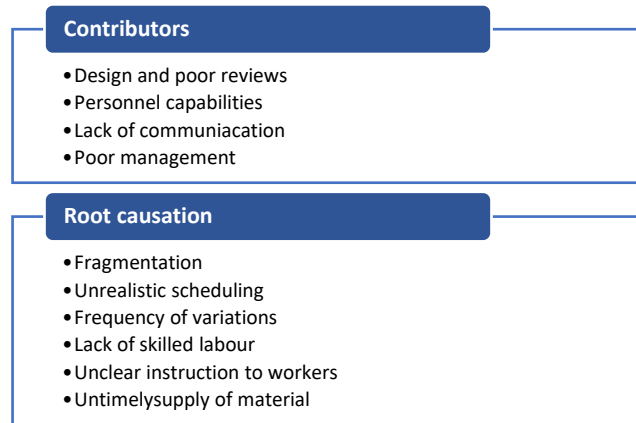 Contributors
•Design and poor reviews
•Personnel capabilities
•Lack of communiacation
•Poor management
Root causation
•Fragmentation
•Unrealistic scheduling
•Frequency of variations
•Lack of skilled labour
•Unclear instruction to workers
•Untimelysupply of material